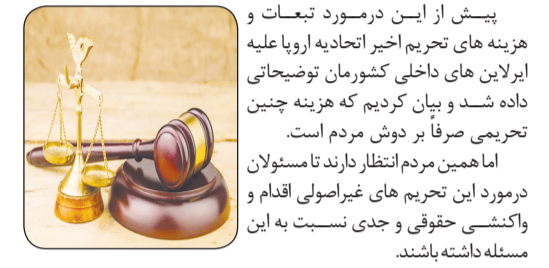 پیش از این درمورد تبعات و
هزینه های تحریم اخیر اتحادیه اروپا علیه
ایرلاین های داخلی کشورمان توضیحاتی
داده شد و بیان کردیم که هزینه چنین
تحریمی صرفاً بر دوش مردم است.
اما همین مردم انتظار دارند تا مسئولان
درمورد این تحریم های غیراصولی اقدام و
واکنشی حقوقی و جدی نسبت به این
مسئله داشته باشند.